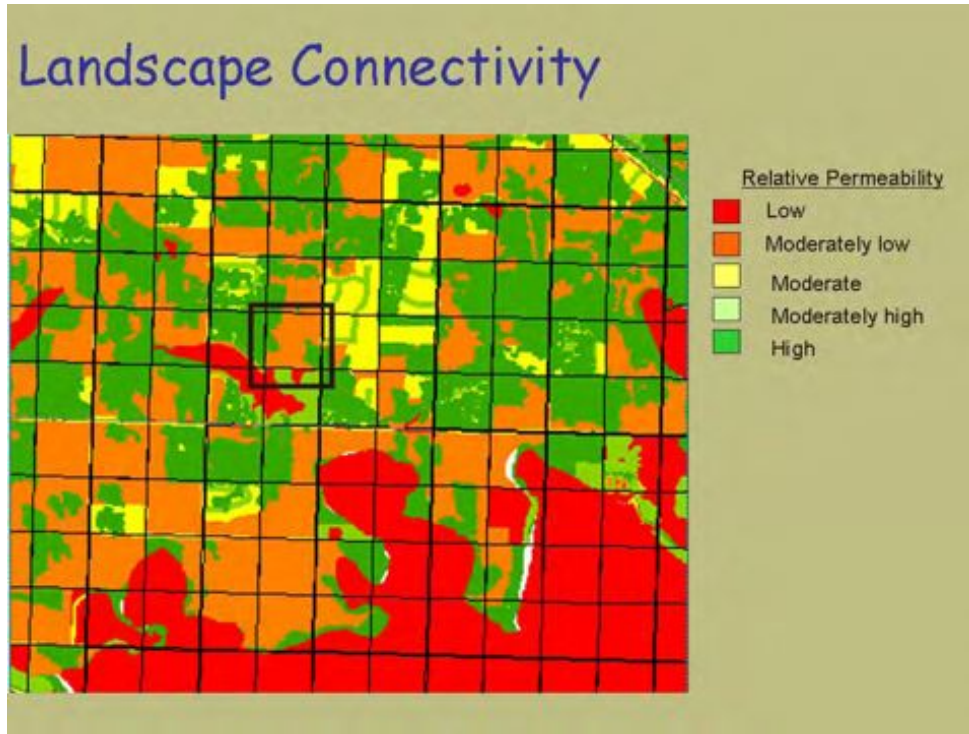 Landscape Connectivity
Relative Permeability
Low
Moderately low
Moderate
Moderately high
High